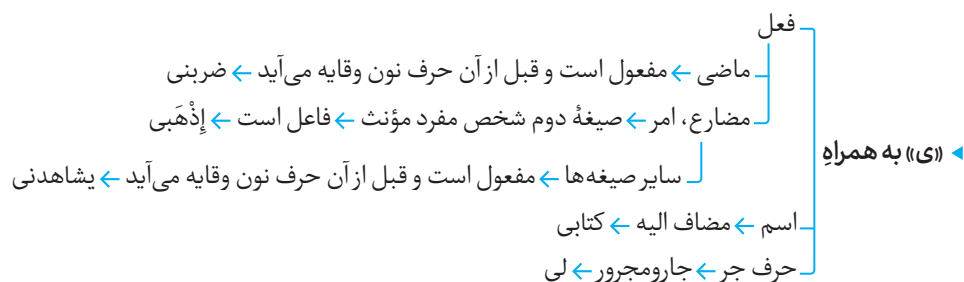 فعل
ماضی ← مفعول است و قبل از آن حرف نون وقایه می‌آید ← ضربنی
مضارع، امر ← صیغهٔ دوم شخص مفرد مؤنث ← فاعل است ← إِذْهَبی
◄ «ی» به همراهِ
سایر صیغه‌ها ← مفعول است و قبل از آن حرف نون وقایه می‌آید ← یشاهدنی
اسم ← مضاف الیه ← کتابی
حرف جر ← جارومجرور ← لی